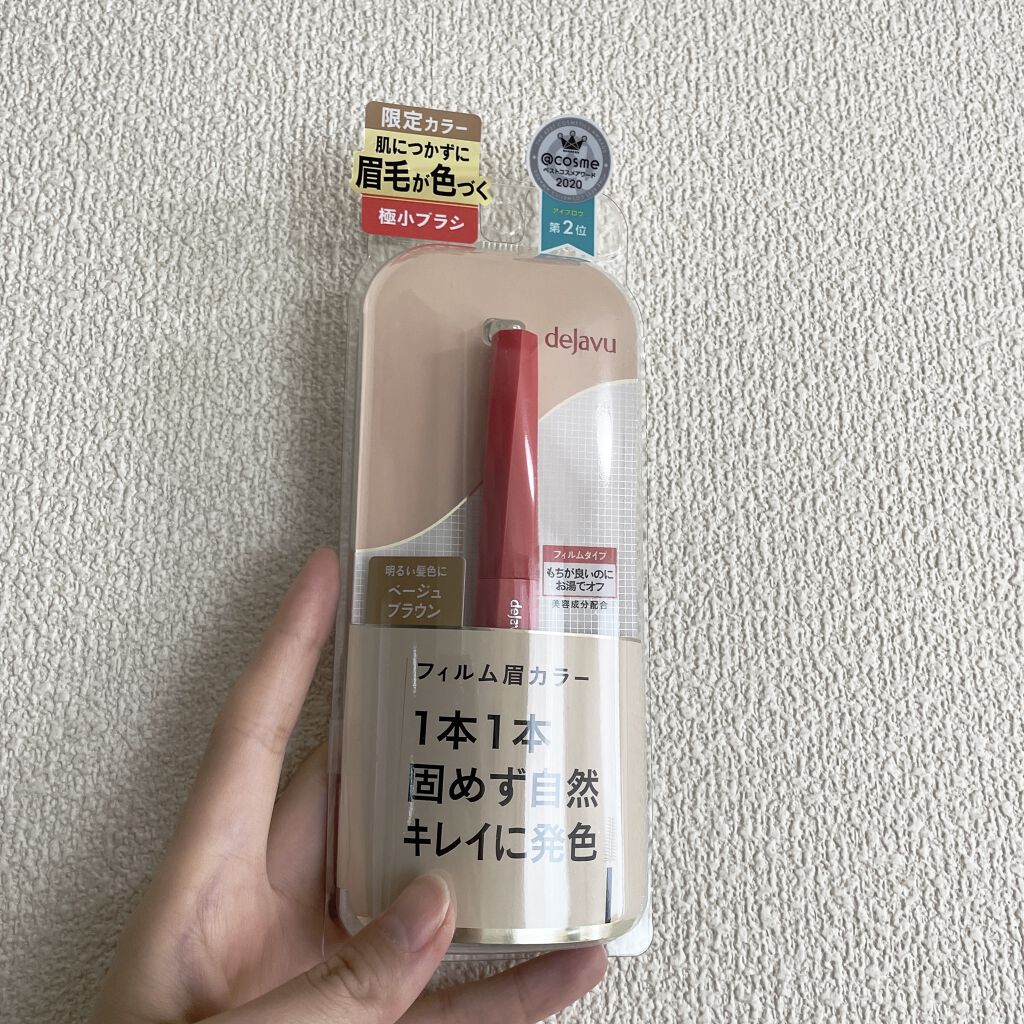 限定カラー
肌につかずに
眉毛が色づく
極小ブラシ
@cosme
ベストコスメアワード
2020
アイブロウ
第2位
dejavu
フィルムタイプ
もちが良いのに
お湯でオフ
美容成分配合
明るい髪色に
ベージュ
ブラウン
dejav
フィルム眉カラー
1本1本
固めず自然
キレイに発色